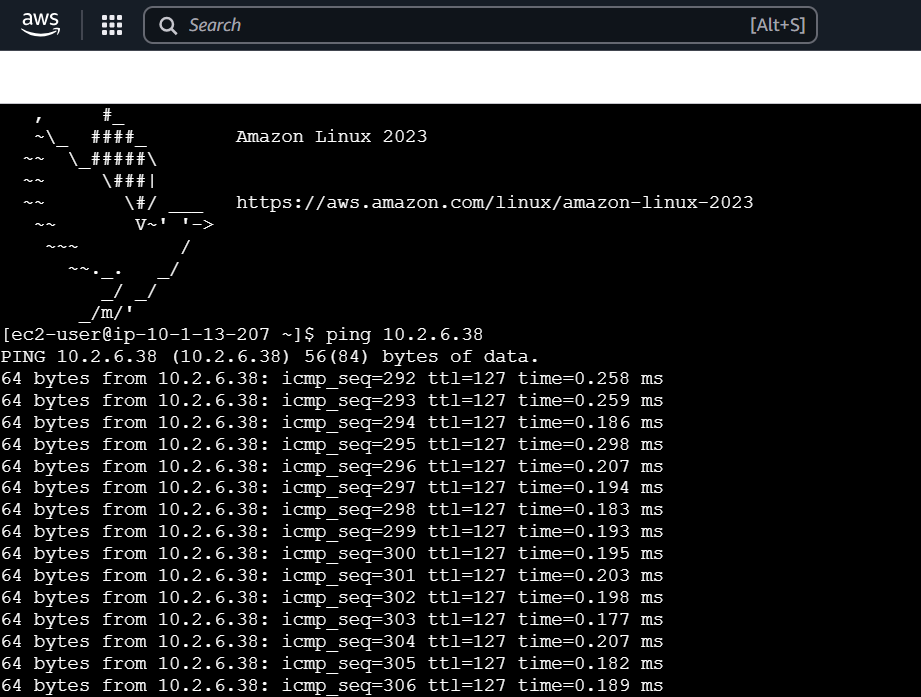 aws
Search [Alt+S]
   ,     #_
   ~\_  ####_        Amazon Linux 2023
  ~~  \_#####\
  ~~     \###|
  ~~       \#/ ___   https://aws.amazon.com/linux/amazon-linux-2023
   ~~       V~' '->
    ~~~         /
      ~~._.   _/
         _/ _/
       _/m/'
[ec2-user@ip-10-1-13-207 ~]$ ping 10.2.6.38
PING 10.2.6.38 (10.2.6.38) 56(84) bytes of data.
64 bytes from 10.2.6.38: icmp_seq=292 ttl=127 time=0.258 ms
64 bytes from 10.2.6.38: icmp_seq=293 ttl=127 time=0.259 ms
64 bytes from 10.2.6.38: icmp_seq=294 ttl=127 time=0.186 ms
64 bytes from 10.2.6.38: icmp_seq=295 ttl=127 time=0.298 ms
64 bytes from 10.2.6.38: icmp_seq=296 ttl=127 time=0.207 ms
64 bytes from 10.2.6.38: icmp_seq=297 ttl=127 time=0.194 ms
64 bytes from 10.2.6.38: icmp_seq=298 ttl=127 time=0.183 ms
64 bytes from 10.2.6.38: icmp_seq=299 ttl=127 time=0.193 ms
64 bytes from 10.2.6.38: icmp_seq=300 ttl=127 time=0.195 ms
64 bytes from 10.2.6.38: icmp_seq=301 ttl=127 time=0.203 ms
64 bytes from 10.2.6.38: icmp_seq=302 ttl=127 time=0.198 ms
64 bytes from 10.2.6.38: icmp_seq=303 ttl=127 time=0.177 ms
64 bytes from 10.2.6.38: icmp_seq=304 ttl=127 time=0.207 ms
64 bytes from 10.2.6.38: icmp_seq=305 ttl=127 time=0.182 ms
64 bytes from 10.2.6.38: icmp_seq=306 ttl=127 time=0.189 ms